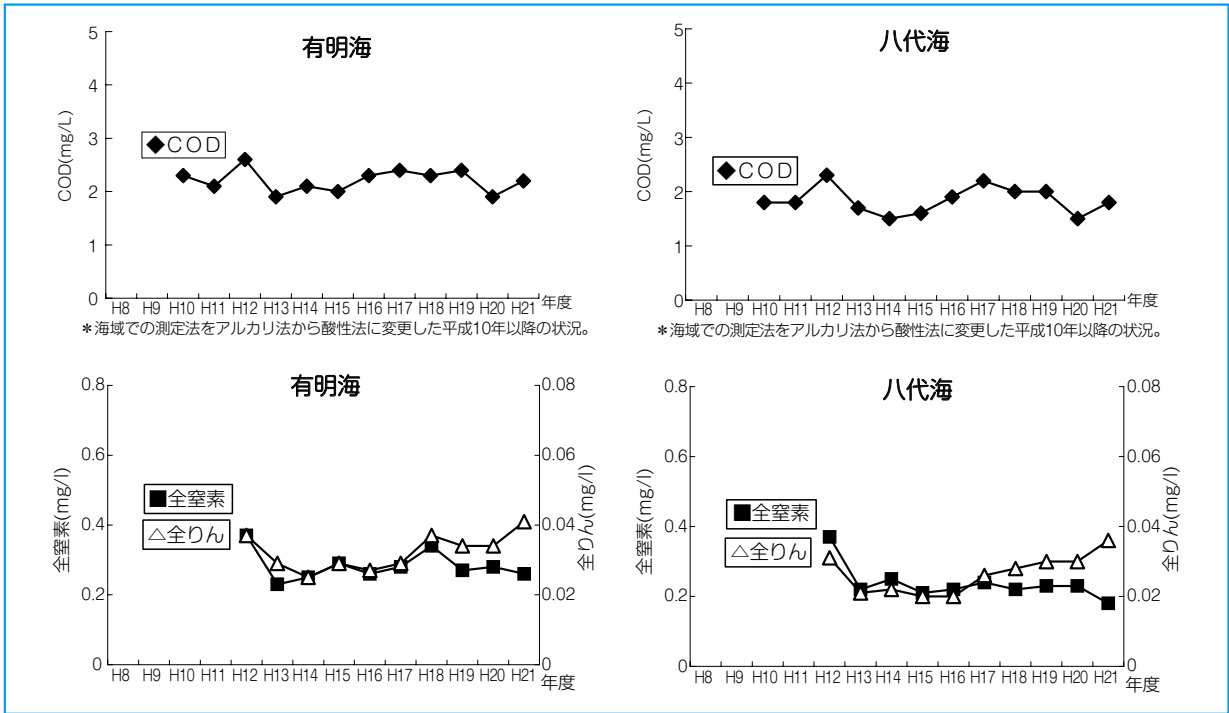 有明海
5
4
3
2
1
0
COD(mg/L)
◆COD
H8 H9 H10 H11 H12 H13 H14 H15 H16 H17 H18 H19 H20 H21 年度
＊海域での測定法をアルカリ法から酸性法に変更した平成10年以降の状況。
八代海
5
4
3
2
1
0
COD(mg/L)
◆COD
H8 H9 H10 H11 H12 H13 H14 H15 H16 H17 H18 H19 H20 H21 年度
＊海域での測定法をアルカリ法から酸性法に変更した平成10年以降の状況。
有明海
0.8
0.6
0.4
0.2
0
全窒素(mg/l)
■全窒素
△全りん
0.08
0.06
0.04
0.02
0
全りん(mg/l)
H8 H9 H10 H11 H12 H13 H14 H15 H16 H17 H18 H19 H20 H21 年度
八代海
0.8
0.6
0.4
0.2
0
全窒素(mg/l)
■全窒素
△全りん
0.08
0.06
0.04
0.02
0
全りん(mg/l)
H8 H9 H10 H11 H12 H13 H14 H15 H16 H17 H18 H19 H20 H21 年度